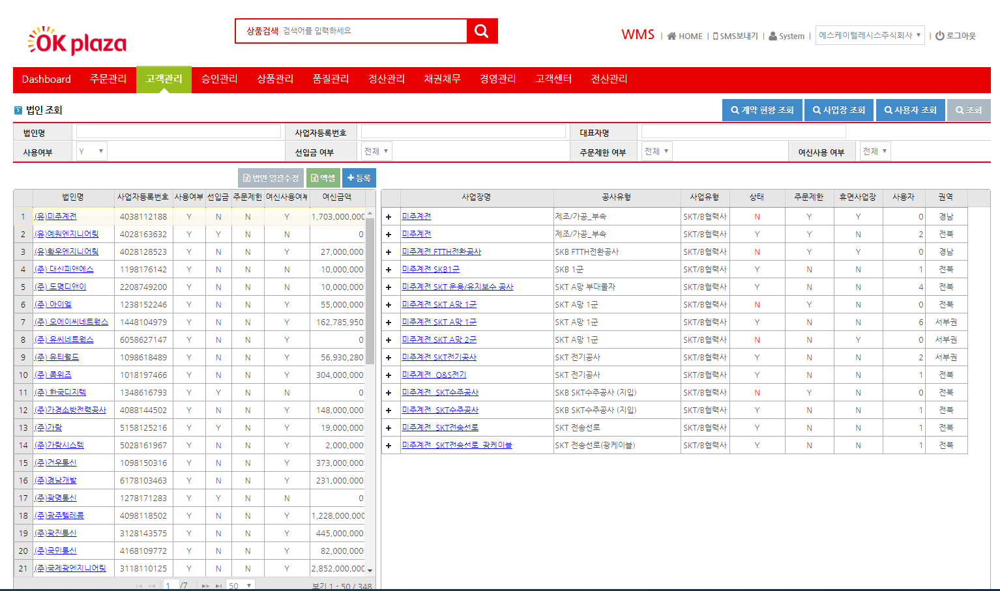 OK plaza
상품검색 검색어를 입력하세요
WMS | HOME | SMS보내기 | System | 에스케이텔레시스주식회사 ▼ | 로그아웃
Dashboard 주문관리 고객관리 승인관리 상품관리 품질관리 정산관리 채권채무 경영관리 고객센터 전산관리
법인 조회
계약 현황 조회 사업장 조회 사용자 조회 조회
법인명 사업자등록번호 대표자명
사용여부 Y ▼ 선입금 여부 전체 ▼ 주문제한 여부 전체 ▼ 여신사용 여부 전체 ▼
법인 일괄수정 엑셀 + 등록
법인명 사업자등록번호 사용여부 선입금 주문제한 여신사용여부 여신금액
1 (유)미주계전 4038112188 Y N N Y 1,703,000,000
2 (유)예원엔지니어링 4028163632 Y Y N N 0
3 (유)황우엔지니어링 4028128523 Y N N Y 27,000,000
4 (주) 대신피앤에스 1198176142 Y N N N 10,000,000
5 (주) 도명디앤이 2208749200 Y N N N 10,000,000
6 (주) 아이엘 1238152246 Y N N Y 55,000,000
7 (주) 오에이씨네트웍스 1448104979 Y N N Y 162,785,950
8 (주) 유씨네트웍스 6058627147 Y N N Y 0
9 (주) 유티월드 1098618489 Y N N Y 56,930,280
10 (주) 콤위즈 1018197466 Y N N Y 304,000,000
11 (주) 한국디지텍 1348616793 Y Y N N 0
12 (주)가경소방전력공사 4088144502 Y N N Y 148,000,000
13 (주)가람 5158125216 Y Y N Y 19,000,000
14 (주)가람시스템 5028161967 Y N N Y 2,000,000
15 (주)건우통신 1098150316 Y N N Y 373,000,000
16 (주)경남개발 6178103463 Y N N Y 231,000,000
17 (주)광명통신 1278171283 Y Y N N 0
18 (주)광주텔레콤 4098118502 Y N N Y 1,228,000,000
19 (주)광진통신 3128143575 Y N N Y 445,000,000
20 (주)국민통신 4168109772 Y N N Y 82,000,000
21 (주)국제광엔지니어링 3118110125 Y N N Y 2,852,000,000
1 /7 50 ▼ 보기 1 - 50 / 348
사업장명 공사유형 사업유형 상태 주문제한 휴면사업장 사용자 권역
+ 미주계전 제조/가공_부속 SKT/B협력사 N Y Y 0 경남
+ 미주계전 제조/가공_부속 SKT/B협력사 Y Y N 2 전북
+ 미주계전 FTTH전환공사 SKB FTTH전환공사 SKT/B협력사 N Y Y 0 경남
+ 미주계전 SKB1군 SKB 1군 SKT/B협력사 Y N N 1 전북
+ 미주계전 SKT 운용/유지보수 공사 SKT A망 부대물자 SKT/B협력사 Y N N 4 전북
+ 미주계전 SKT A망 1군 SKT A망 1군 SKT/B협력사 N Y N 0 전북
+ 미주계전 SKT A망 1군 SKT A망 1군 SKT/B협력사 Y N N 6 서부권
+ 미주계전 SKT A망 2군 SKT A망 1군 SKT/B협력사 N N Y 0 서부권
+ 미주계전 SKT전기공사 SKT 전기공사 SKT/B협력사 Y N N 2 서부권
+ 미주계전_O&S전기 SKT 전기공사 SKT/B협력사 Y N N 1 전북
+ 미주계전_SKT수주공사 SKB SKT수주공사 (지입) SKT/B협력사 N Y N 0 전북
+ 미주계전_SKT수주공사 SKB SKT수주공사 (지입) SKT/B협력사 Y N N 1 전북
+ 미주계전_SKT전송선로 SKT 전송선로 SKT/B협력사 Y N N 1 전북
+ 미주계전_SKT전송선로_광케이블 SKT 전송선로(광케이블) SKT/B협력사 Y N N 1 전북